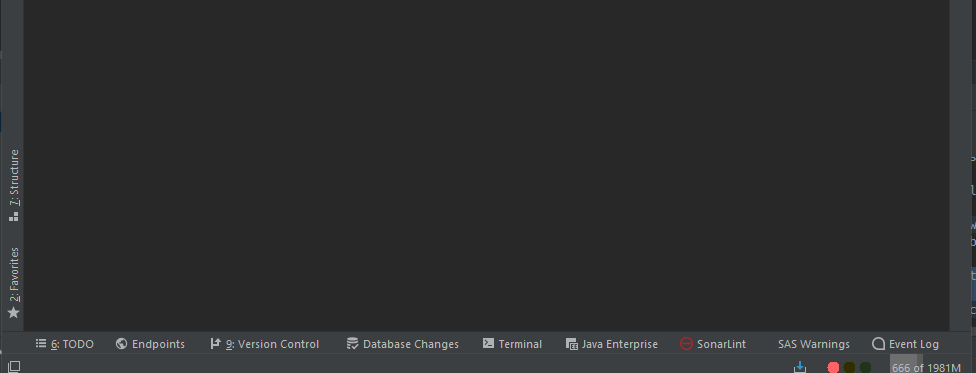 7: Structure
2: Favorites
6: TODO Endpoints 9: Version Control Database Changes Terminal Java Enterprise SonarLint SAS Warnings Event Log
666 of 1981M